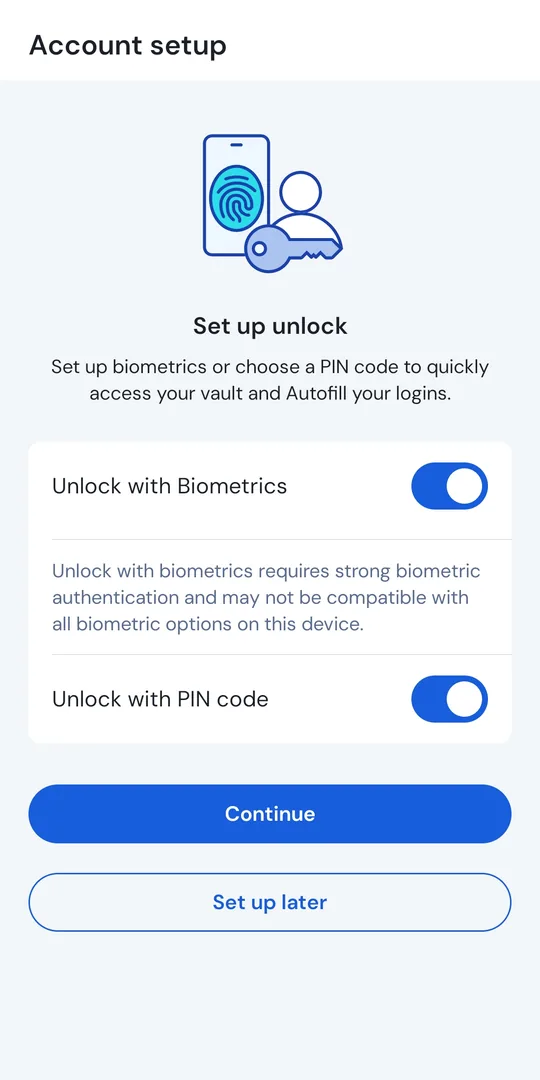 Account setup
Set up unlock
Set up biometrics or choose a PIN code to quickly
access your vault and Autofill your logins.
Unlock with Biometrics
Unlock with biometrics requires strong biometric
authentication and may not be compatible with
all biometric options on this device.
Unlock with PIN code
Continue
Set up later